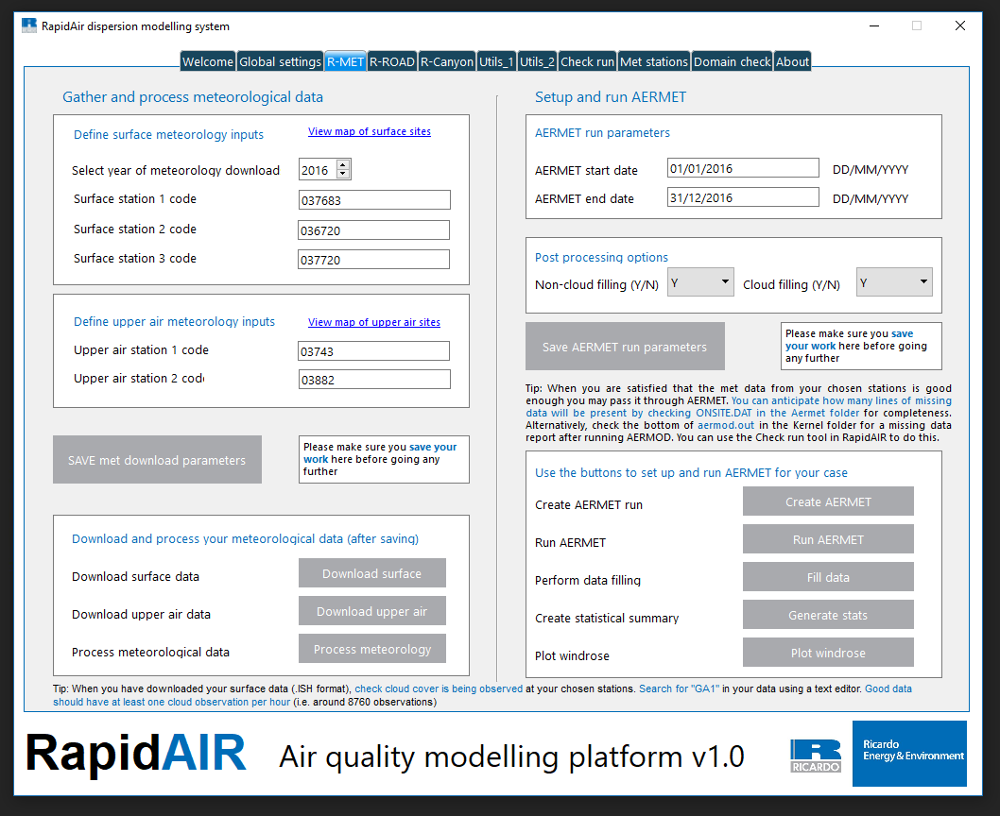 RapidAir dispersion modelling system
Welcome Global settings R-MET R-ROAD R-Canyon Utils_1 Utils_2 Check run Met stations Domain check About
Gather and process meteorological data
Define surface meteorology inputs
View map of surface sites
Select year of meteorology download
2016
Surface station 1 code
037683
Surface station 2 code
036720
Surface station 3 code
037720
Define upper air meteorology inputs
View map of upper air sites
Upper air station 1 code
03743
Upper air station 2 code
03882
SAVE met download parameters
Please make sure you save your
work here before going any
further
Download and process your meteorological data (after saving)
Download surface data
Download surface
Download upper air data
Download upper air
Process meteorological data
Process meteorology
Setup and run AERMET
AERMET run parameters
AERMET start date
01/01/2016
DD/MM/YYYY
AERMET end date
31/12/2016
DD/MM/YYYY
Post processing options
Non-cloud filling (Y/N)
Y
Cloud filling (Y/N)
Y
Save AERMET run parameters
Please make sure you save
your work here before going
any further
Tip: When you are satisfied that the met data from your chosen stations is good
enough you may pass it through AERMET. You can anticipate how many lines of missing
data will be present by checking ONSITE.DAT in the Aermet folder for completeness.
Alternatively, check the bottom of aermod.out in the Kernel folder for a missing data
report after running AERMOD. You can use the Check run tool in RapidAIR to do this.
Use the buttons to set up and run AERMET for your case
Create AERMET run
Create AERMET
Run AERMET
Run AERMET
Perform data filling
Fill data
Create statistical summary
Generate stats
Plot windrose
Plot windrose
Tip: When you have downloaded your surface data (.ISH format), check cloud cover is being observed at your chosen stations. Search for "GA1" in your data using a text editor. Good data
should have at least one cloud observation per hour (i.e. around 8760 observations)
RapidAIR
Air quality modelling platform v1.0
R
RICARDO
Ricardo
Energy & Environment